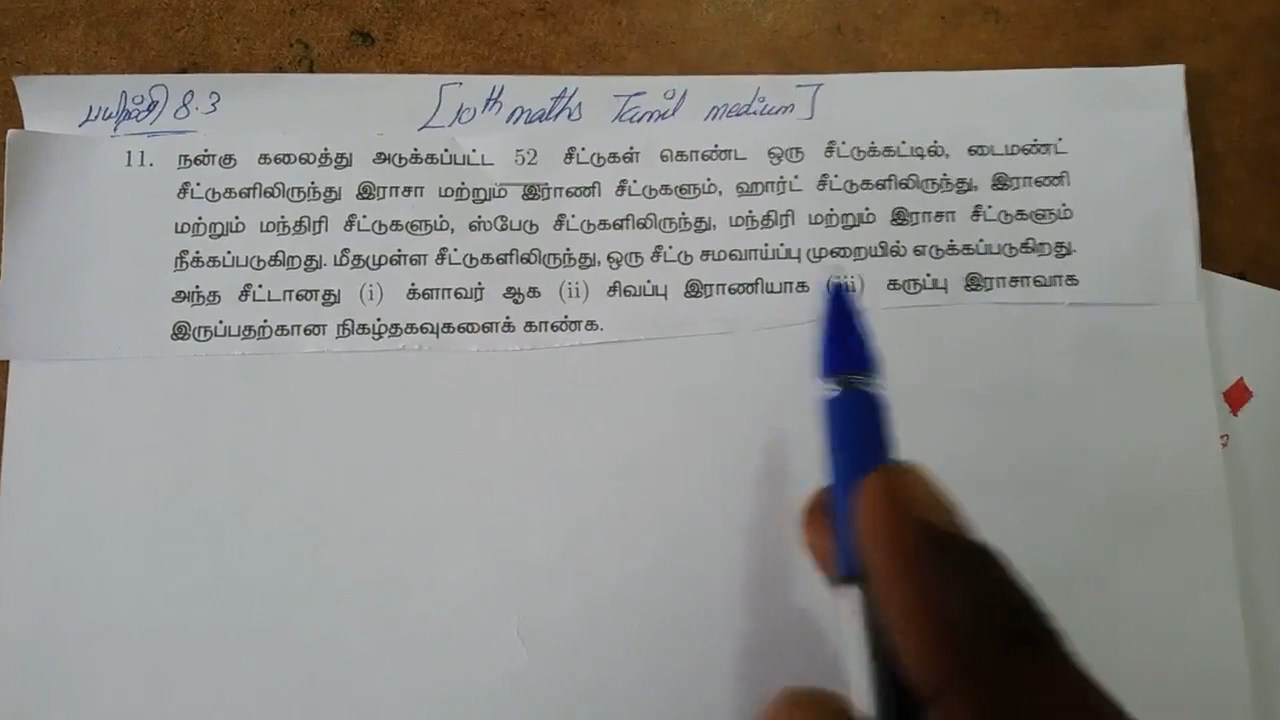 பயிற்சி 8.3 [10th maths Tamil medium]
11. நன்கு கலைத்து அடுக்கப்பட்ட 52 சீட்டுகள் கொண்ட ஒரு சீட்டுக்கட்டில், டைமண்ட்
சீட்டுகளிலிருந்து இராசா மற்றும் இராணி சீட்டுகளும், ஹார்ட் சீட்டுகளிலிருந்து, இராணி
மற்றும் மந்திரி சீட்டுகளும், ஸ்பேடு சீட்டுகளிலிருந்து, மந்திரி மற்றும் இராசா சீட்டுகளும்
நீக்கப்படுகிறது. மீதமுள்ள சீட்டுகளிலிருந்து, ஒரு சீட்டு சமவாய்ப்பு முறையில் எடுக்கப்படுகிறது.
அந்த சீட்டானது (i) க்ளாவர் ஆக (ii) சிவப்பு இராணியாக (iii) கருப்பு இராசாவாக
இருப்பதற்கான நிகழ்தகவுகளைக் காண்க.